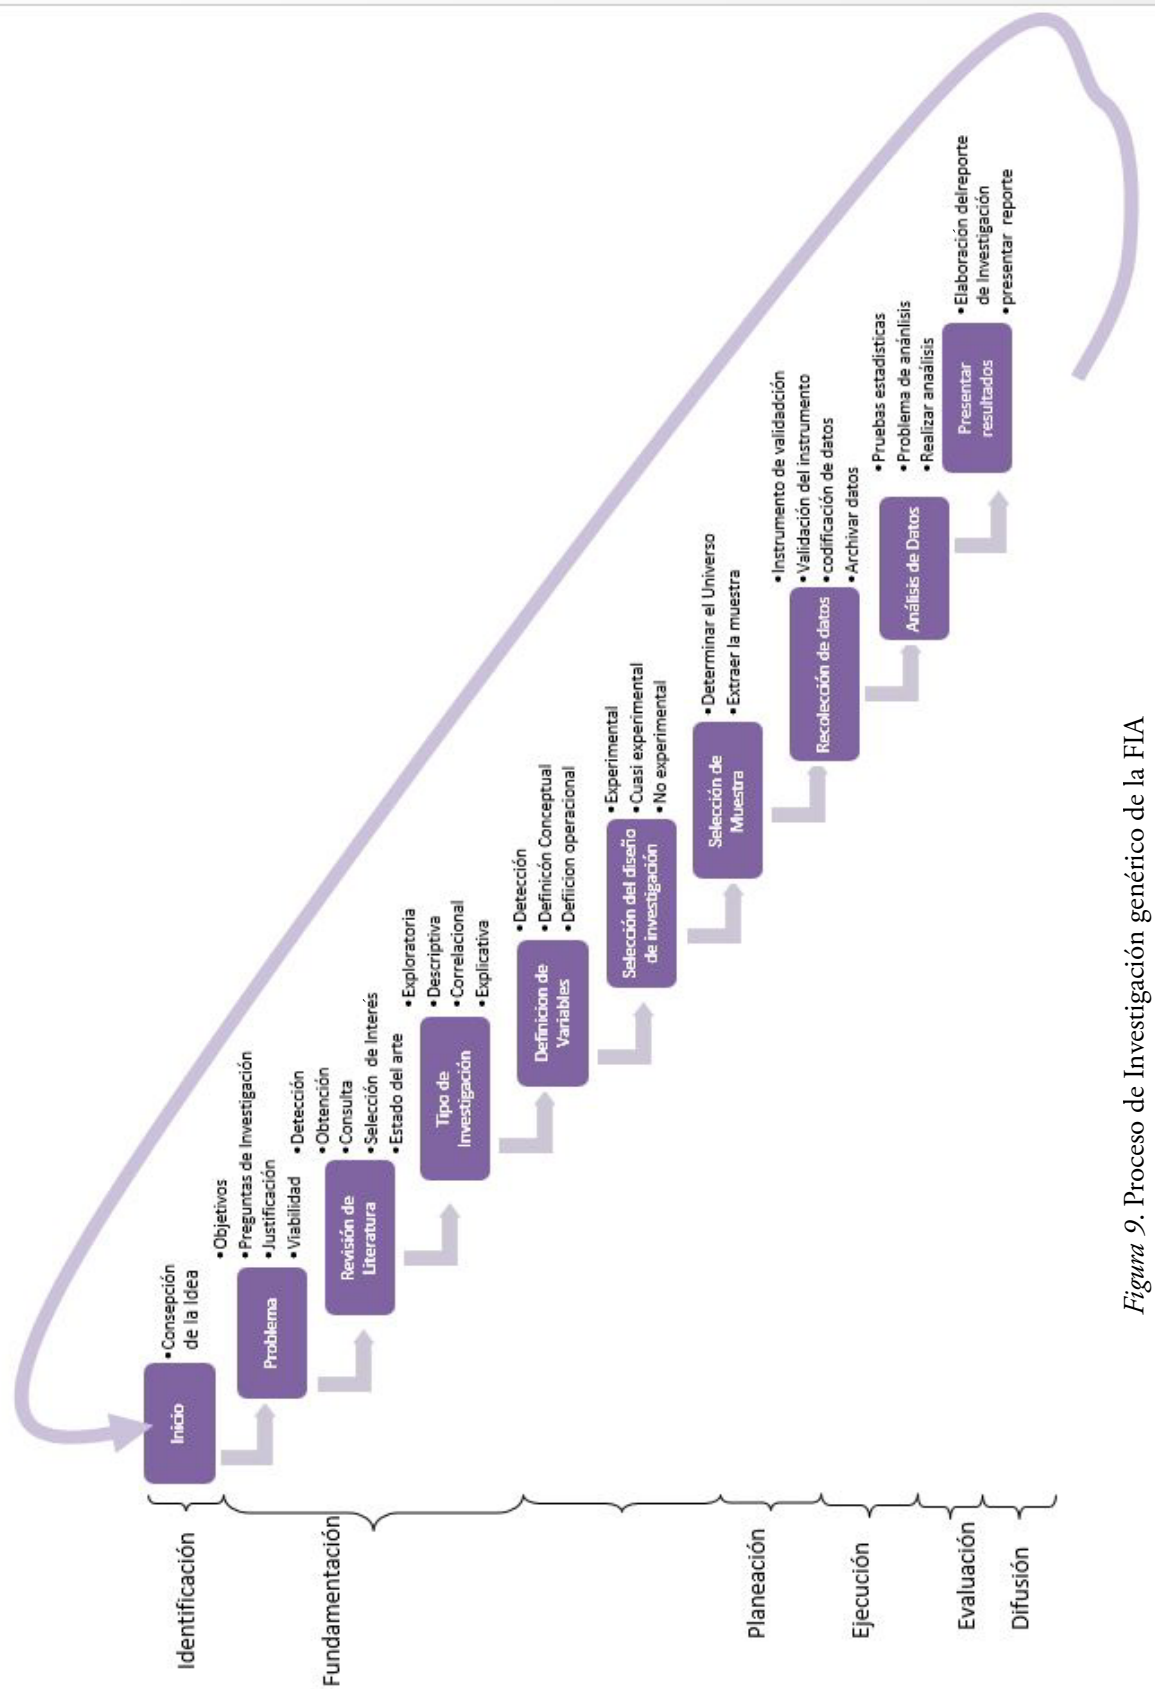 Identificación
Fundamentación
Planeación
Ejecución
Evaluación
Difusión
Inicio
•Consepción
de la Idea
Problema
•Objetivos
•Preguntas de Investigación
•Justificación
•Viabilidad
Revisión de
Literatura
•Detección
•Obtención
•Consulta
•Selección de Interés
•Estado del arte
Tipo de
Investigación
•Exploratoria
•Descriptiva
•Correlacional
•Explicativa
Definicion de
Variables
•Detección
•Definicón Conceptual
•Defiicion operacional
Selección del diseño
de investigación
•Experimental
•Cuasi experimental
•No experimental
Selección de
Muestra
•Determinar el Universo
•Extraer la muestra
Recolección de datos
•Instrumento de validadción
•Validación del instrumento
•codificación de datos
•Archivar datos
Análisis de Datos
•Pruebas estadisticas
•Problema de anánlisis
•Realizar anaálisis
Presentar
resultados
•Elaboración delreporte
de Investigación
•presentar reporte
Figura 9. Proceso de Investigación genérico de la FIA